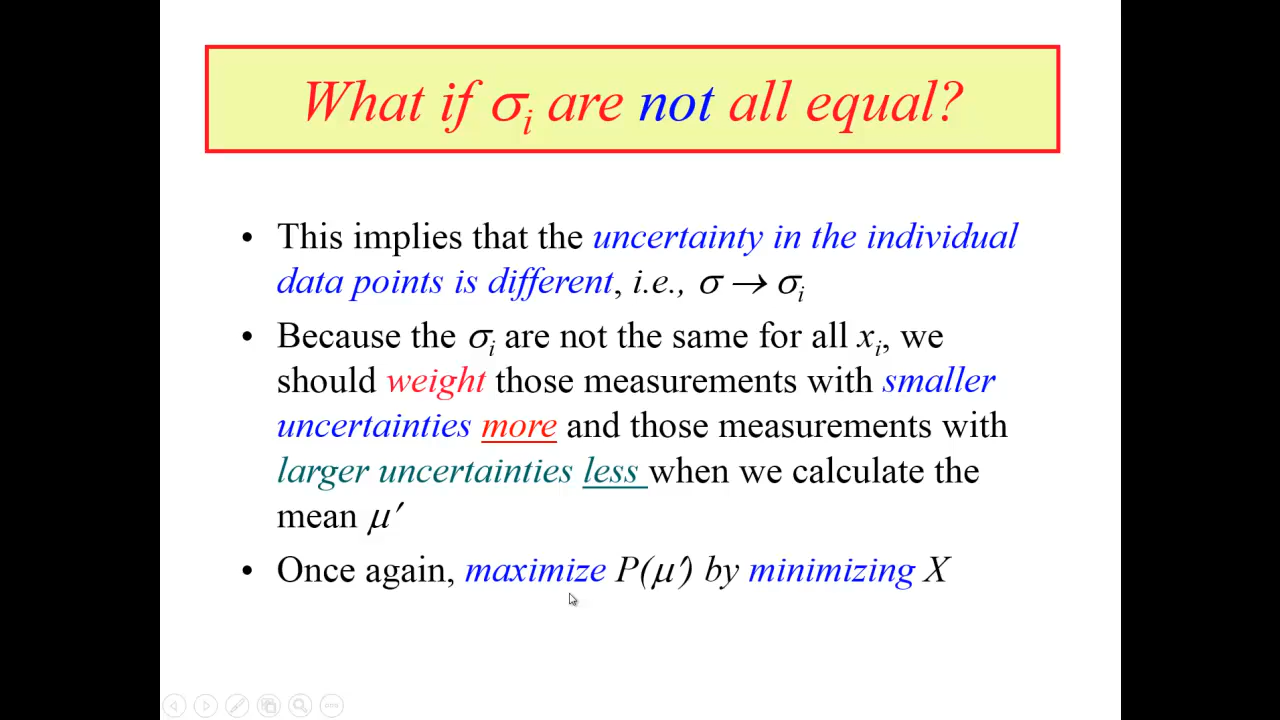 What if σi are not all equal?
• This implies that the uncertainty in the individual
data points is different, i.e., σ → σi
• Because the σi are not the same for all xi, we
should weight those measurements with smaller
uncertainties more and those measurements with
larger uncertainties less when we calculate the
mean μ′
• Once again, maximize P(μ′) by minimizing X